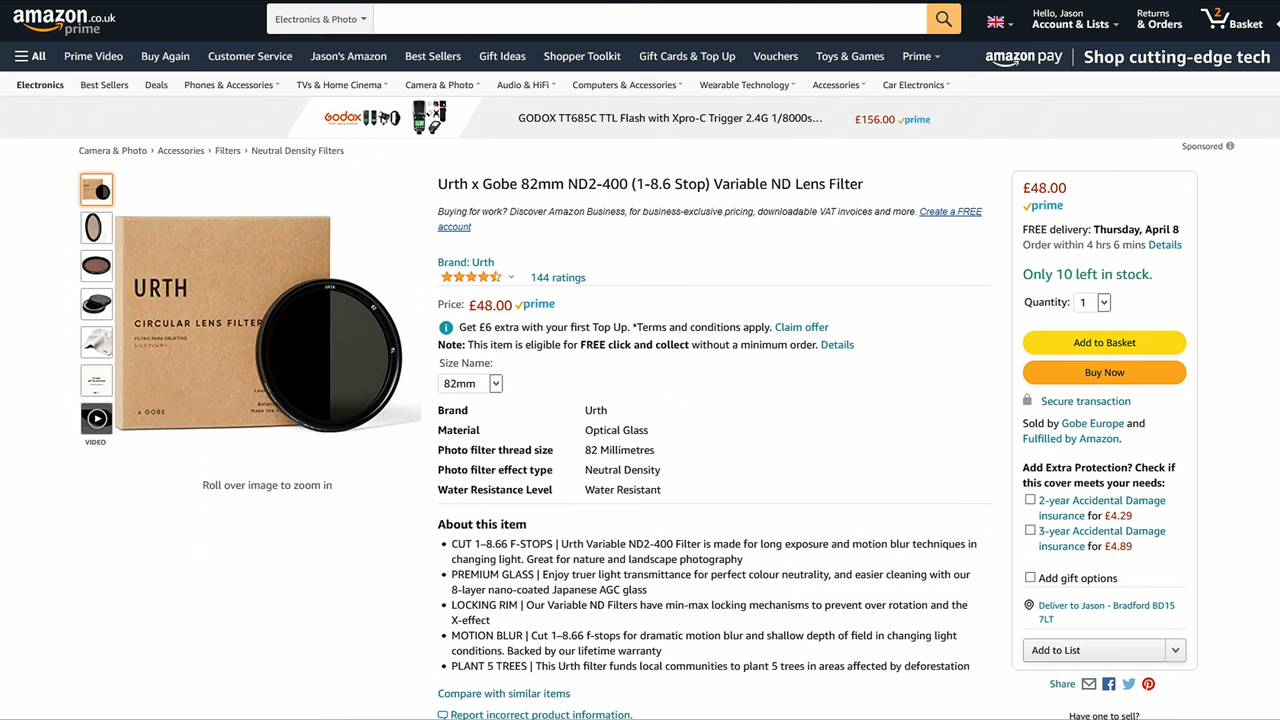 amazon.co.uk
prime
Electronics & Photo
Hello, Jason
Account & Lists
Returns
& Orders
2
Basket
All
Prime Video
Buy Again
Customer Service
Jason's Amazon
Best Sellers
Gift Ideas
Shopper Toolkit
Gift Cards & Top Up
Vouchers
Toys & Games
Prime
amazon pay
Shop cutting-edge tech
Electronics
Best Sellers
Deals
Phones & Accessories
TVs & Home Cinema
Camera & Photo
Audio & HiFi
Computers & Accessories
Wearable Technology
Accessories
Car Electronics
GODOX
GODOX TT685C TTL Flash with Xpro-C Trigger 2.4G 1/8000s...
£156.00 prime
Camera & Photo › Accessories › Filters › Neutral Density Filters
Sponsored
URTH
CIRCULAR LENS FILTER
FILTRO PARA OBJETIVO
レンズフィルター
x GOBE
URTH
82
VIDEO
Roll over image to zoom in
Urth x Gobe 82mm ND2-400 (1-8.6 Stop) Variable ND Lens Filter
Buying for work? Discover Amazon Business, for business-exclusive pricing, downloadable VAT invoices and more. Create a FREE
account
Brand: Urth
144 ratings
Price: £48.00 prime
Get £6 extra with your first Top Up. *Terms and conditions apply. Claim offer
Note: This item is eligible for FREE click and collect without a minimum order. Details
Size Name:
82mm
Brand Urth
Material Optical Glass
Photo filter thread size 82 Millimetres
Photo filter effect type Neutral Density
Water Resistance Level Water Resistant
About this item
• CUT 1–8.66 F-STOPS | Urth Variable ND2-400 Filter is made for long exposure and motion blur techniques in
changing light. Great for nature and landscape photography
• PREMIUM GLASS | Enjoy truer light transmittance for perfect colour neutrality, and easier cleaning with our
8-layer nano-coated Japanese AGC glass
• LOCKING RIM | Our Variable ND Filters have min-max locking mechanisms to prevent over rotation and the
X-effect
• MOTION BLUR | Cut 1–8.66 f-stops for dramatic motion blur and shallow depth of field in changing light
conditions. Backed by our lifetime warranty
• PLANT 5 TREES | This Urth filter funds local communities to plant 5 trees in areas affected by deforestation
Compare with similar items
Report incorrect product information.
£48.00
prime
FREE delivery: Thursday, April 8
Order within 4 hrs 6 mins Details
Only 10 left in stock.
Quantity: 1
Add to Basket
Buy Now
Secure transaction
Sold by Gobe Europe and
Fulfilled by Amazon.
Add Extra Protection? Check if
this cover meets your needs:
2-year Accidental Damage
insurance for £4.29
3-year Accidental Damage
insurance for £4.89
Add gift options
Deliver to Jason - Bradford BD15
7LT
Add to List
Share
Have one to sell?